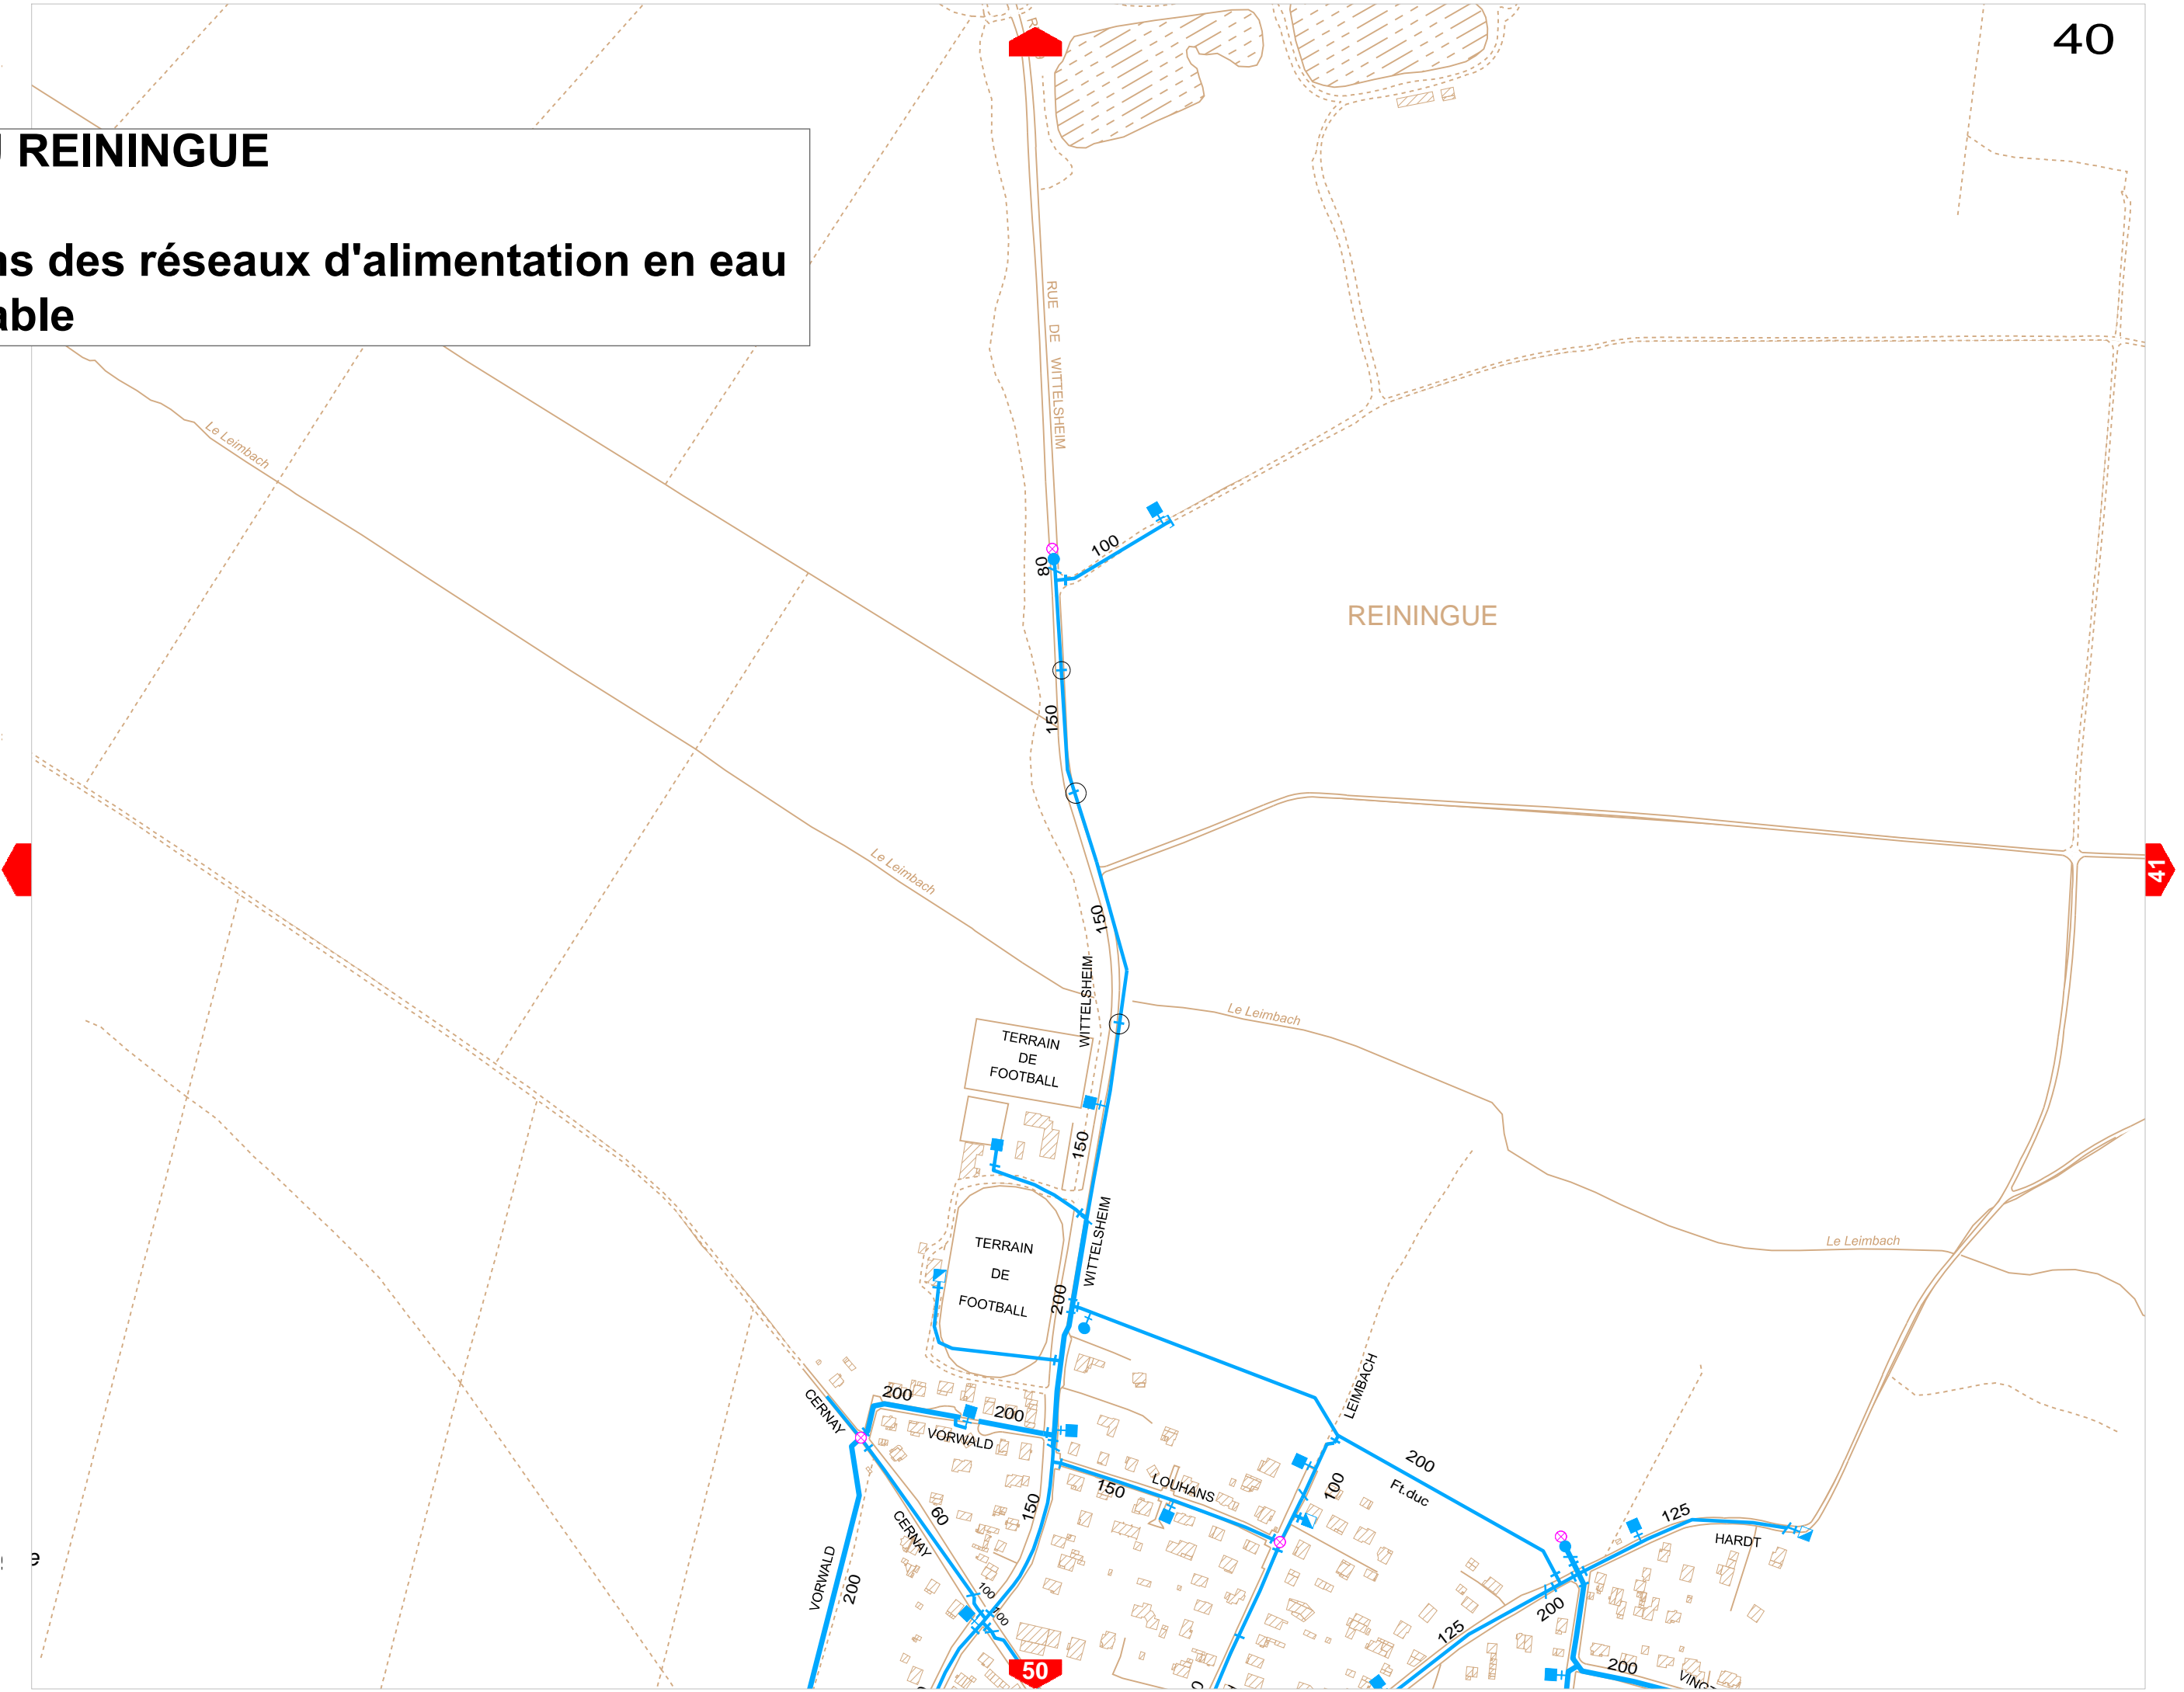 40
REININGUE
des réseaux d'alimentation en eau
RUE DE WITTELSHEIM
Le Leimbach
100
80
REININGUE
150
41
Le Leimbach
150
WITTELSHEIM
Le Leimbach
TERRAIN
DE
FOOTBALL
150
WITTELSHEIM
Le Leimbach
TERRAIN
DE
FOOTBALL
200
LEIMBACH
CERNAY
200
200
VORWALD
200
Ft.duc
LOUHANS
150
100
150
60
CERNAY
125
HARDT
VORWALD
200
100
100
200
125
50
200